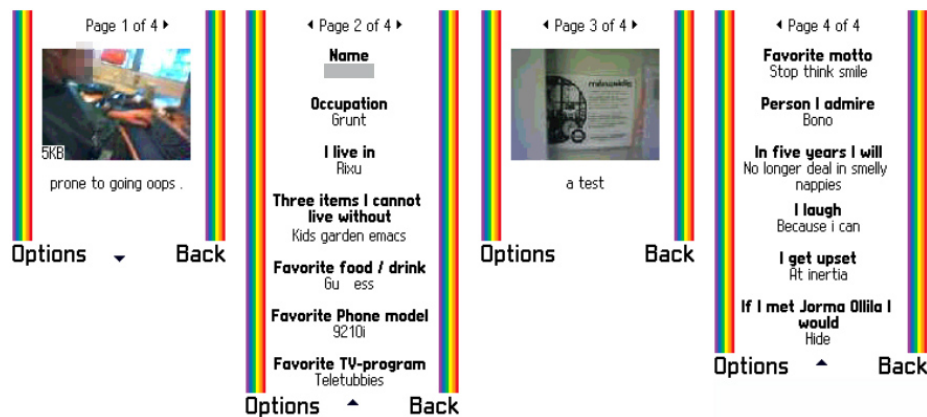 Page 1 of 4
5KB
prone to going oops .
Options
Back
Page 2 of 4
Name
Occupation
Grunt
I live in
Rixu
Three items I cannot
live without
Kids garden emacs
Favorite food / drink
Gu ess
Favorite Phone model
9210i
Favorite TV-program
Teletubbies
Options
Back
Page 3 of 4
a test
Options
Back
Page 4 of 4
Favorite motto
Stop think smile
Person I admire
Bono
In five years I will
No longer deal in smelly
nappies
I laugh
Because i can
I get upset
At inertia
If I met Jorma Ollila I
would
Hide
Options
Back